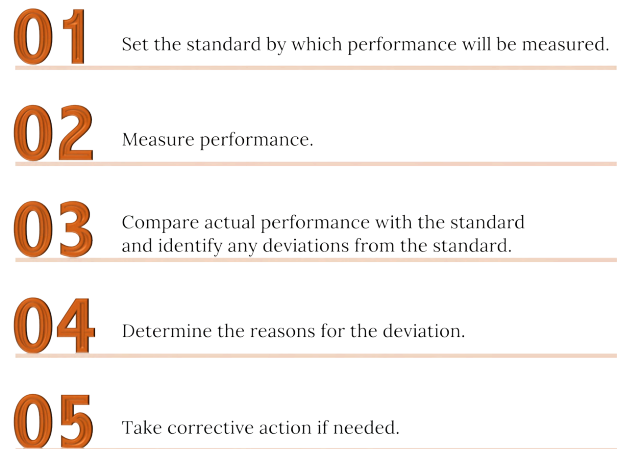 01 Set the standard by which performance will be measured.
02 Measure performance.
03 Compare actual performance with the standard
and identify any deviations from the standard.
04 Determine the reasons for the deviation.
05 Take corrective action if needed.